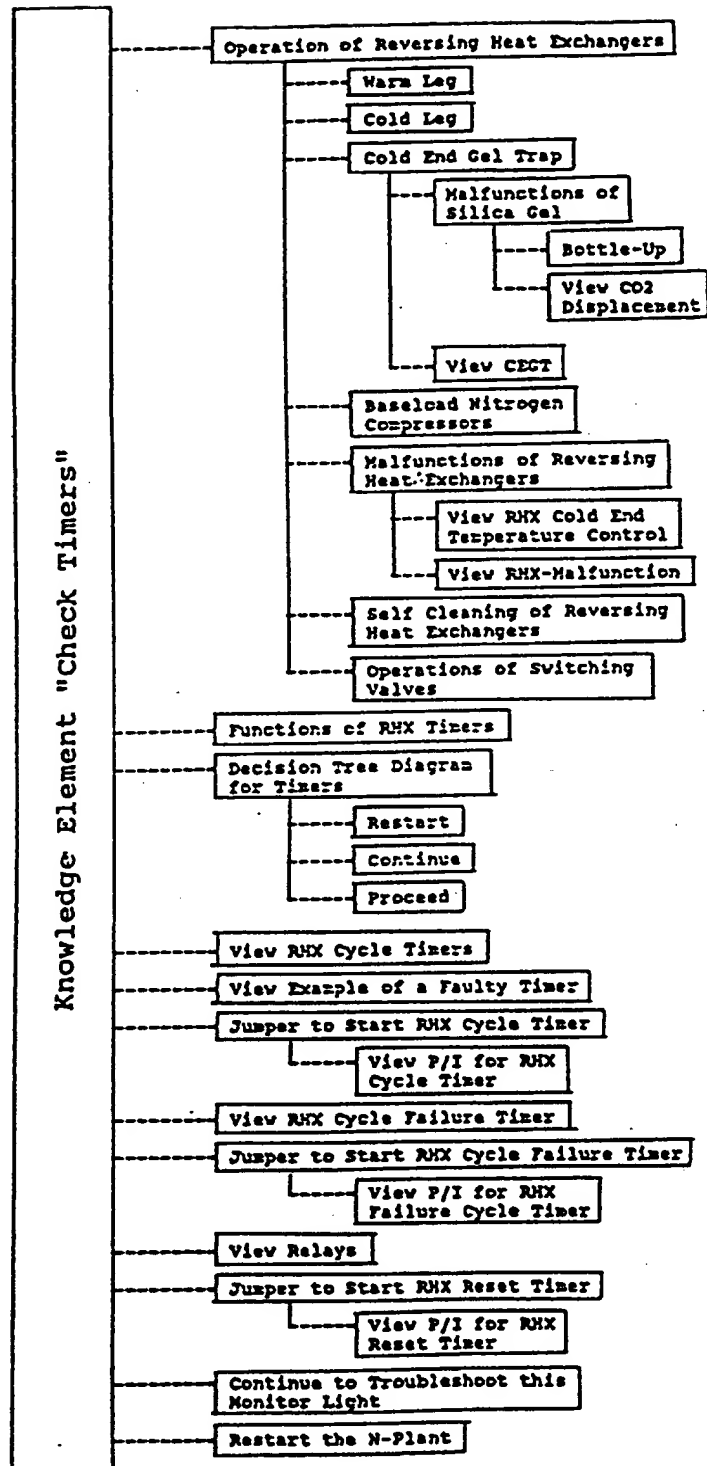 Knowledge Element "Check Timers"
Operation of Reversing Heat Exchangers
Warm Leg
Cold Leg
Cold End Gel Trap
Malfunctions of
Silica Gel
Bottle-Up
View CO2
Displacement
View CEGT
Baseload Nitrogen
Compressors
Malfunctions of Reversing
Heat Exchangers
View RHX Cold End
Temperature Control
View RHX-Malfunction
Self Cleaning of Reversing
Heat Exchangers
Operations of Switching
Valves
Functions of RHX Timers
Decision Tree Diagram
for Timers
Restart
Continue
Proceed
View RHX Cycle Timers
View Example of a Faulty Timer
Jumper to Start RHX Cycle Timer
View P/I for RHX
Cycle Timer
View RHX Cycle Failure Timer
Jumper to Start RHX Cycle Failure Timer
View P/I for RHX
Failure Cycle Timer
View Relays
Jumper to Start RHX Reset Timer
View P/I for RHX
Reset Timer
Continue to Troubleshoot this
Monitor Light
Restart the N-Plant